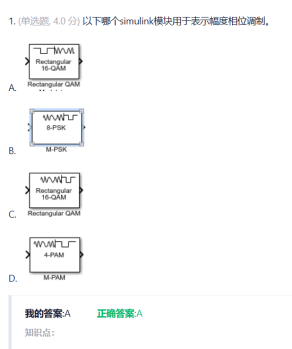 1. (单选题, 4.0 分) 以下哪个simulink模块用于表示幅度相位调制。
Rectangular
16-QAM
A. Rectangular QAM
8-PSK
B. M-PSK
Rectangular
16-QAM
C. Rectangular QAM
4-PAM
D. M-PAM
我的答案:A 正确答案:A
知识点：